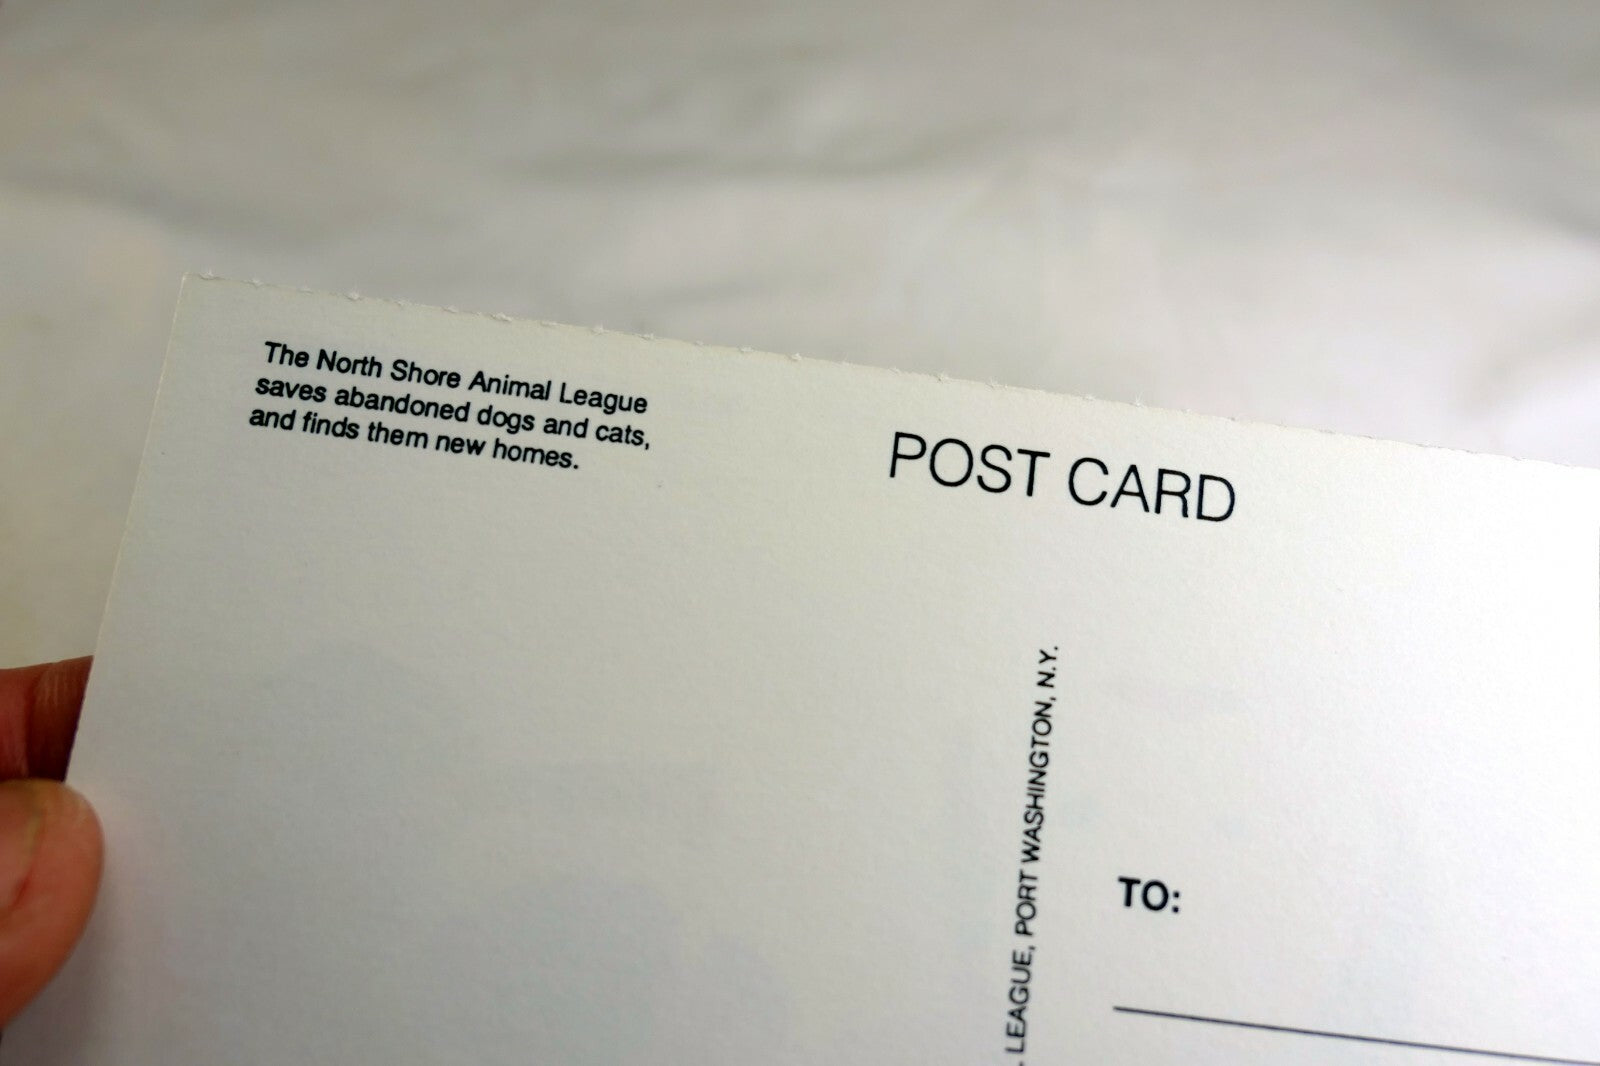 The North Shore Animal League
saves abandoned dogs and cats,
and finds them new homes.
POST CARD
LEAGUE, PORT WASHINGTON, N.Y.
TO: